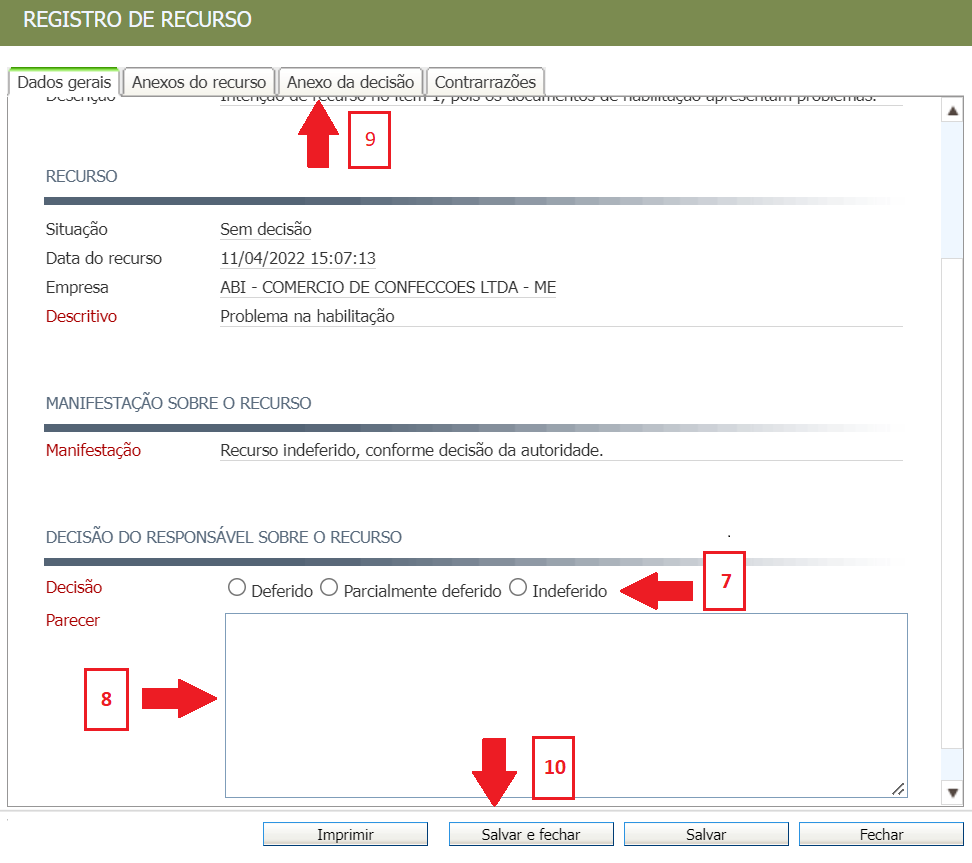 REGISTRO DE RECURSO
Dados gerais Anexos do recurso Anexo da decisão Contrarrazões
Descrição Intenção de recurso no item 1, pois os documentos de habilitação apresentam problemas.
9
RECURSO
Situação Sem decisão
Data do recurso 11/04/2022 15:07:13
Empresa ABI - COMERCIO DE CONFECCOES LTDA - ME
Descritivo Problema na habilitação
MANIFESTAÇÃO SOBRE O RECURSO
Manifestação Recurso indeferido, conforme decisão da autoridade.
DECISÃO DO RESPONSÁVEL SOBRE O RECURSO
Decisão Deferido Parcialmente deferido Indeferido 7
Parecer
8
10
Imprimir Salvar e fechar Salvar Fechar